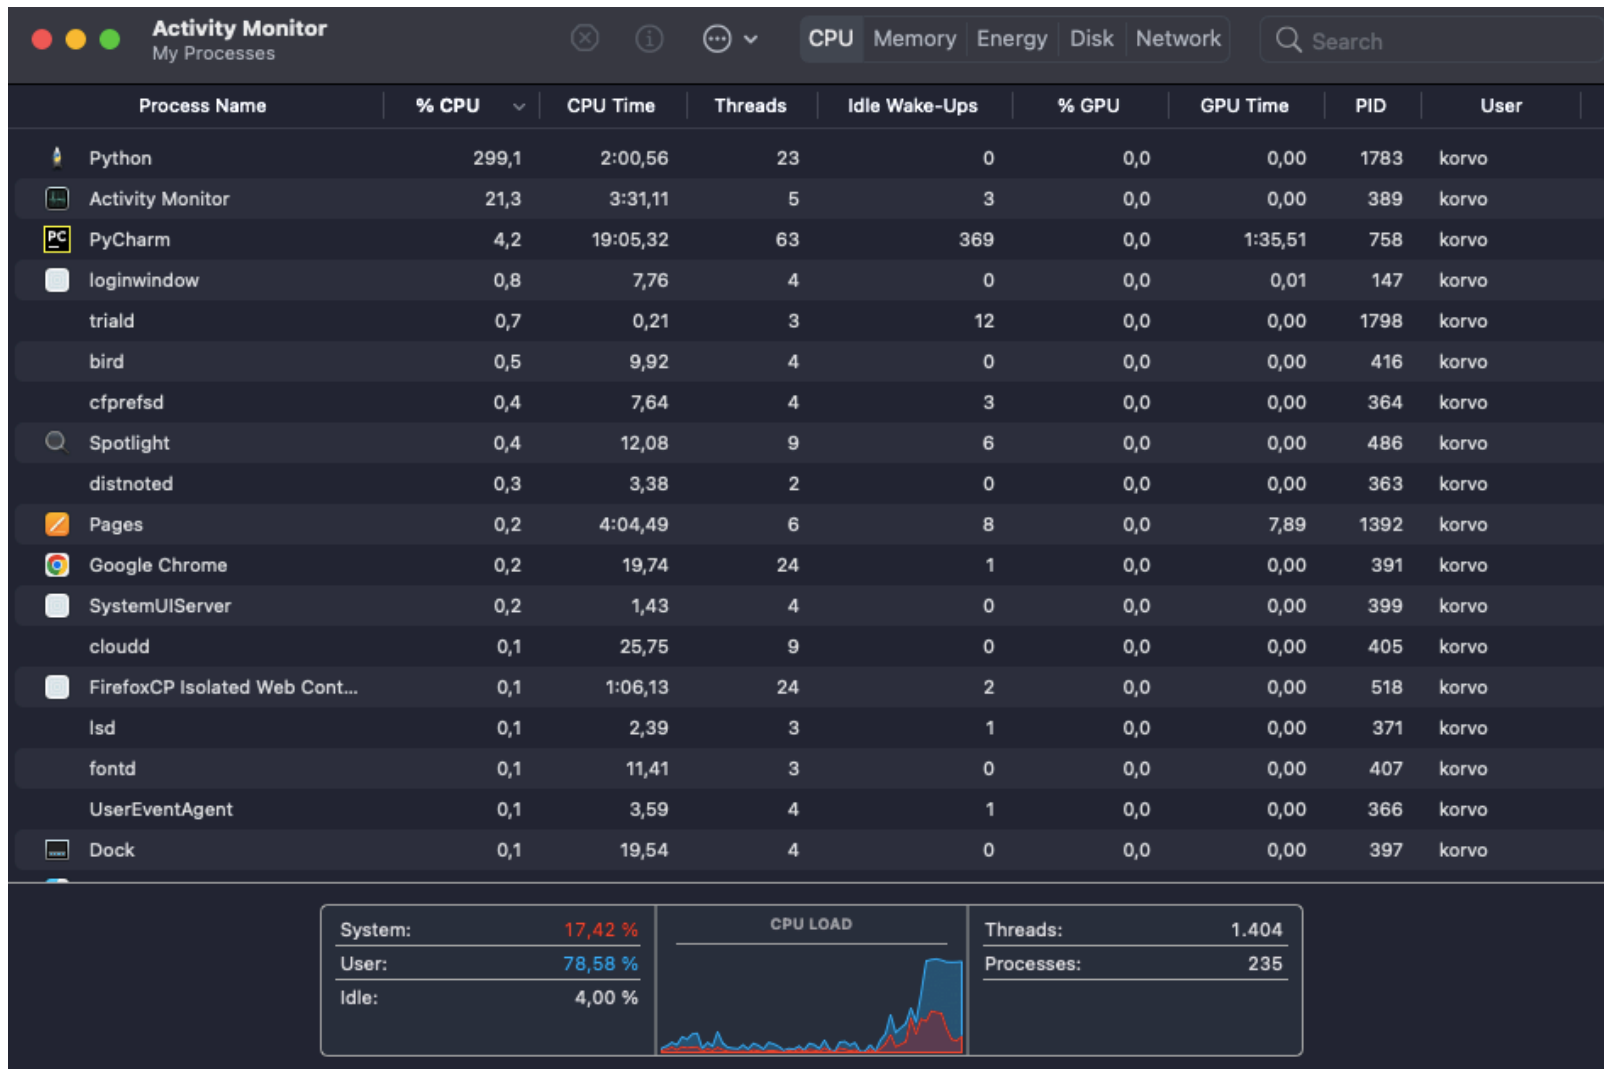 Activity Monitor
My Processes
CPU Memory Energy Disk Network Search
Process Name % CPU CPU Time Threads Idle Wake-Ups % GPU GPU Time PID User
Python 299,1 2:00,56 23 0 0,0 0,00 1783 korvo
Activity Monitor 21,3 3:31,11 5 3 0,0 0,00 389 korvo
PC PyCharm 4,2 19:05,32 63 369 0,0 1:35,51 758 korvo
loginwindow 0,8 7,76 4 0 0,0 0,01 147 korvo
triald 0,7 0,21 3 12 0,0 0,00 1798 korvo
bird 0,5 9,92 4 0 0,0 0,00 416 korvo
cfprefsd 0,4 7,64 4 3 0,0 0,00 364 korvo
Spotlight 0,4 12,08 9 6 0,0 0,00 486 korvo
distnoted 0,3 3,38 2 0 0,0 0,00 363 korvo
Pages 0,2 4:04,49 6 8 0,0 7,89 1392 korvo
Google Chrome 0,2 19,74 24 1 0,0 0,00 391 korvo
SystemUIServer 0,2 1,43 4 0 0,0 0,00 399 korvo
cloudd 0,1 25,75 9 0 0,0 0,00 405 korvo
FirefoxCP Isolated Web Cont... 0,1 1:06,13 24 2 0,0 0,00 518 korvo
lsd 0,1 2,39 3 1 0,0 0,00 371 korvo
fontd 0,1 11,41 3 0 0,0 0,00 407 korvo
UserEventAgent 0,1 3,59 4 1 0,0 0,00 366 korvo
Dock 0,1 19,54 4 0 0,0 0,00 397 korvo
System: 17,42 % CPU LOAD Threads: 1.404
User: 78,58 % Processes: 235
Idle: 4,00 %